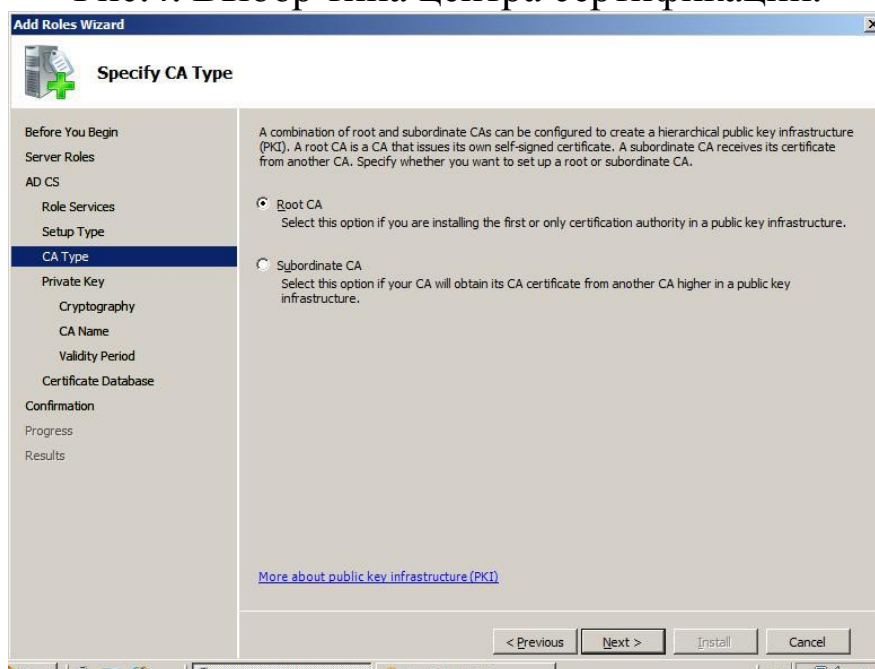 Рис.4. Выбор типа центра сертификации.
Add Roles Wizard
Specify CA Type
Before You Begin
Server Roles
AD CS
Role Services
Setup Type
CA Type
Private Key
Cryptography
CA Name
Validity Period
Certificate Database
Confirmation
Progress
Results
A combination of root and subordinate CAs can be configured to create a hierarchical public key infrastructure
(PKI). A root CA is a CA that issues its own self-signed certificate. A subordinate CA receives its certificate
from another CA. Specify whether you want to set up a root or subordinate CA.
Root CA
Select this option if you are installing the first or only certification authority in a public key infrastructure.
Subordinate CA
Select this option if your CA will obtain its CA certificate from another CA higher in a public key
infrastructure.
More about public key infrastructure (PKI)
< Previous
Next >
Install
Cancel